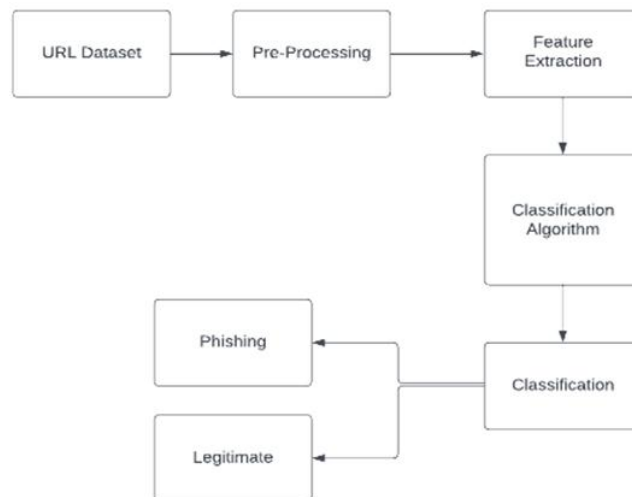 URL Dataset
Pre-Processing
Feature
Extraction
Classification
Algorithm
Classification
Phishing
Legitimate